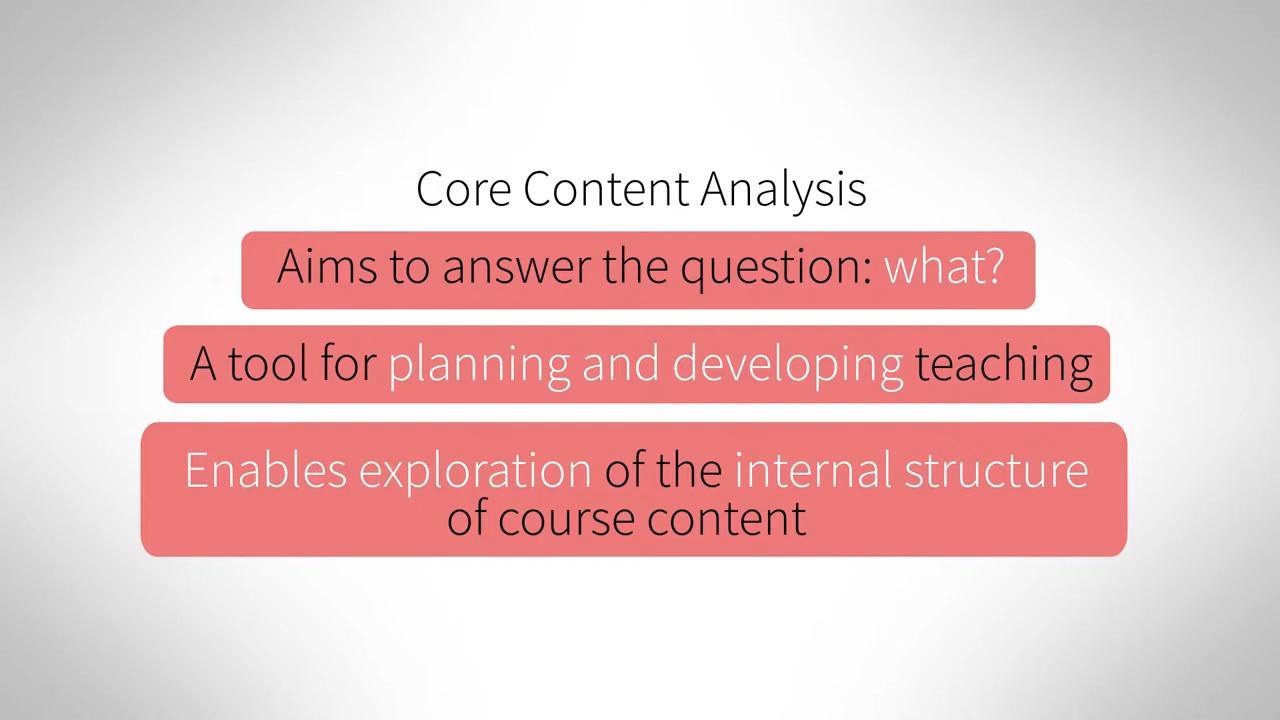 Core Content Analysis
Aims to answer the question: what?
A tool for planning and developing teaching
Enables exploration of the internal structure
of course content